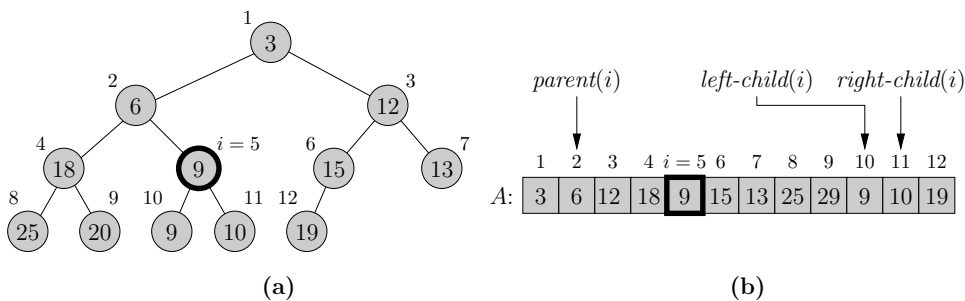 1
3
2
3
6
12
parent(i)
left-child(i)
right-child(i)
4
i = 5
6
7
18
9
15
13
1 2 3 4 i = 5 6 7 8 9 10 11 12
8
9
10
11
12
A: 3 6 12 18 9 15 13 25 29 9 10 19
25
20
9
10
19
(a)
(b)